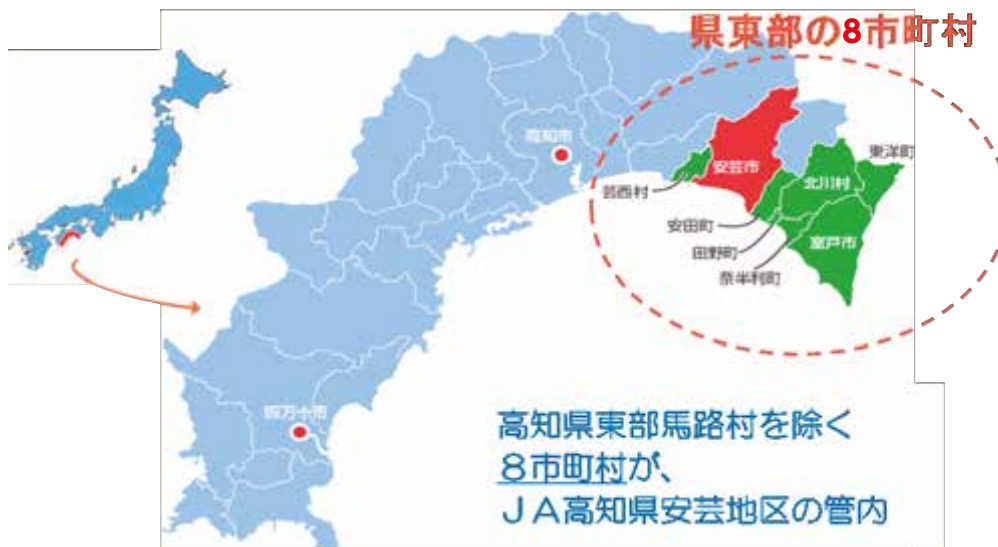 県東部の8市町村
高知市
安芸市
東洋町
北川村
芸西村
安田町
室戸市
田野町
奈半利町
四万十市
高知県東部馬路村を除く
8市町村が、
JA高知県安芸地区の管内